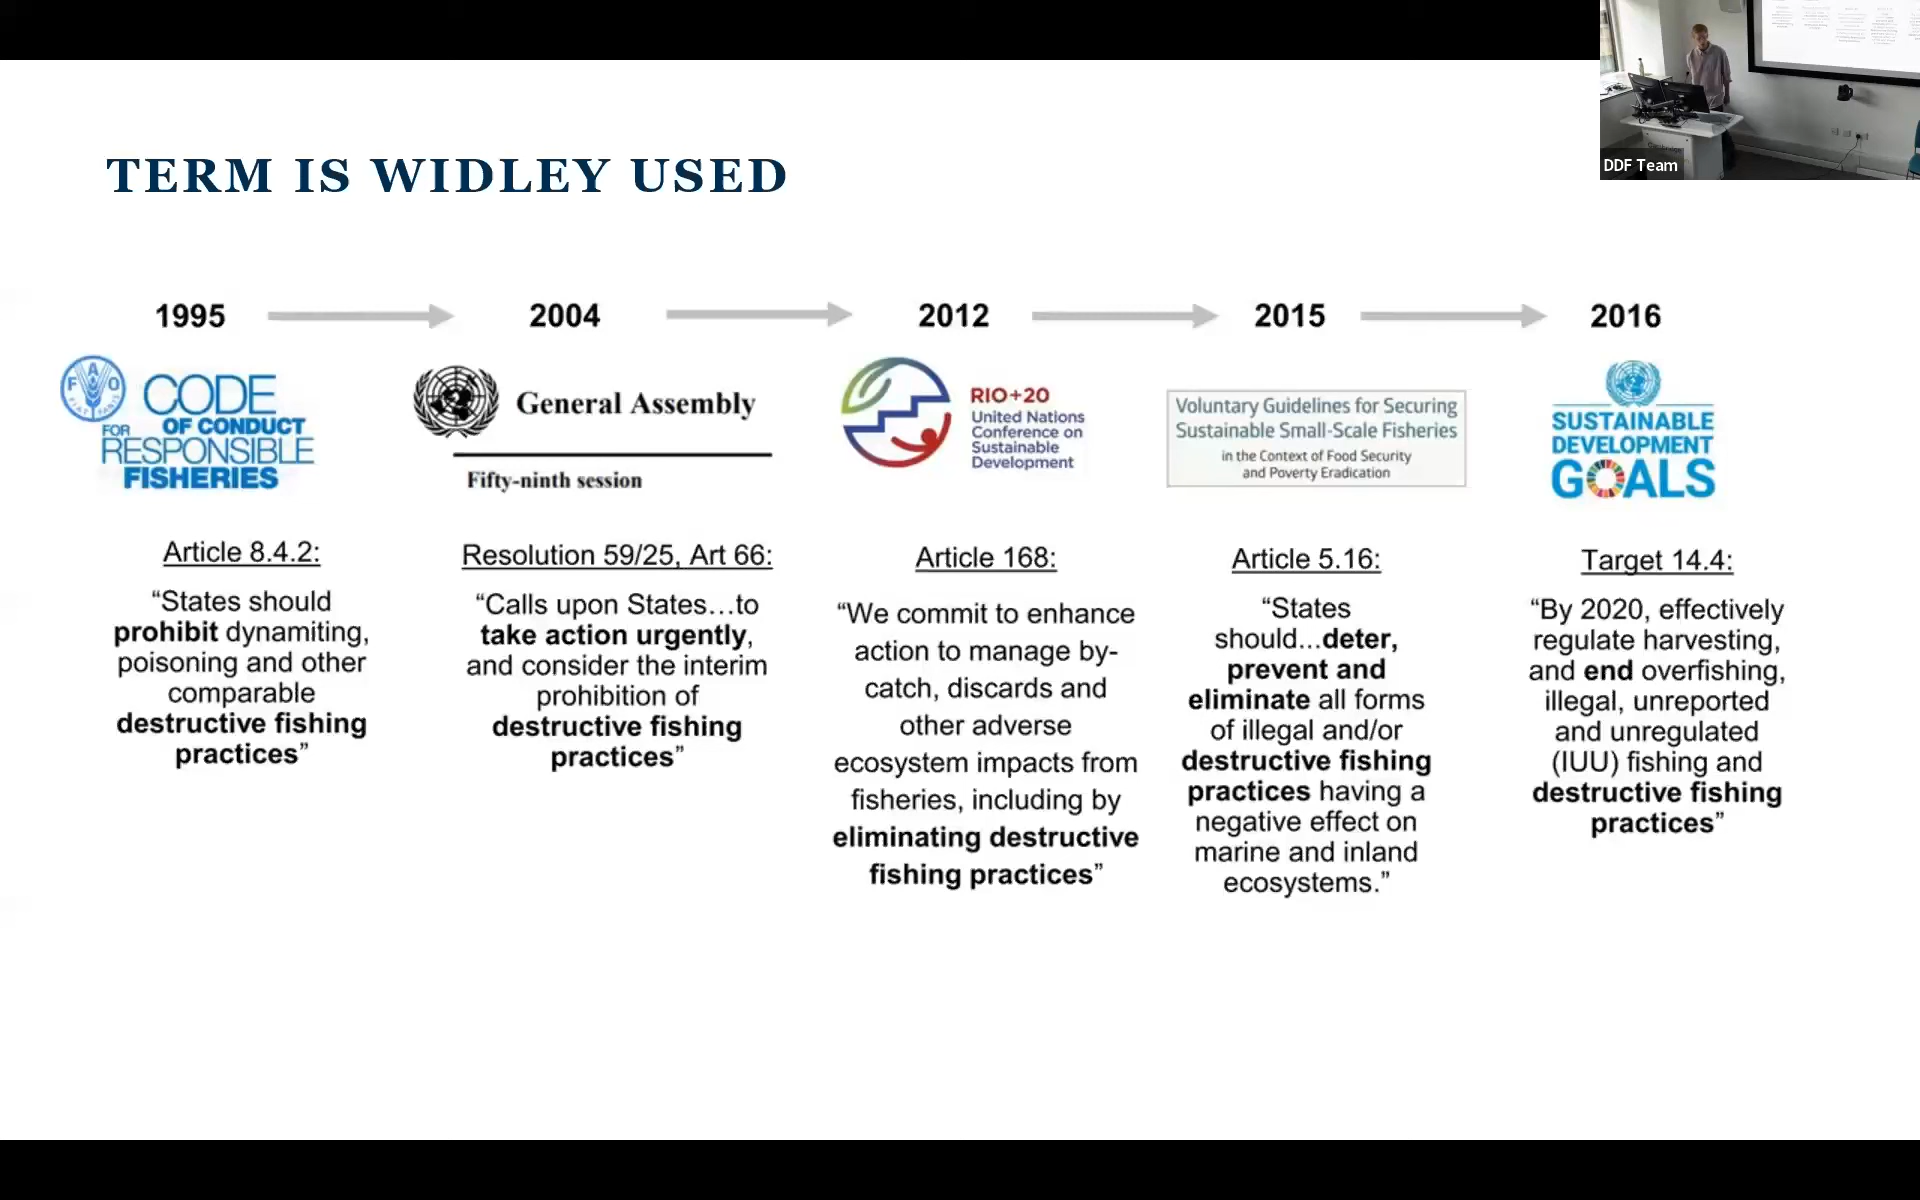 DDF Team
TERM IS WIDLEY USED
1995
2004
2012
2015
2016
FAO
FIAT PANIS
CODE
OF CONDUCT
FOR
RESPONSIBLE
FISHERIES
Article 8.4.2:
“States should
prohibit dynamiting,
poisoning and other
comparable
destructive fishing
practices”
General Assembly
Fifty-ninth session
Resolution 59/25, Art 66:
“Calls upon States…to
take action urgently,
and consider the interim
prohibition of
destructive fishing
practices”
RIO+20
United Nations
Conference on
Sustainable
Development
Article 168:
“We commit to enhance
action to manage by-
catch, discards and
other adverse
ecosystem impacts from
fisheries, including by
eliminating destructive
fishing practices”
Voluntary Guidelines for Securing
Sustainable Small-Scale Fisheries
in the Context of Food Security
and Poverty Eradication
Article 5.16:
“States
should…deter,
prevent and
eliminate all forms
of illegal and/or
destructive fishing
practices having a
negative effect on
marine and inland
ecosystems.”
SUSTAINABLE
DEVELOPMENT
GOALS
Target 14.4:
“By 2020, effectively
regulate harvesting,
and end overfishing,
illegal, unreported
and unregulated
(IUU) fishing and
destructive fishing
practices”